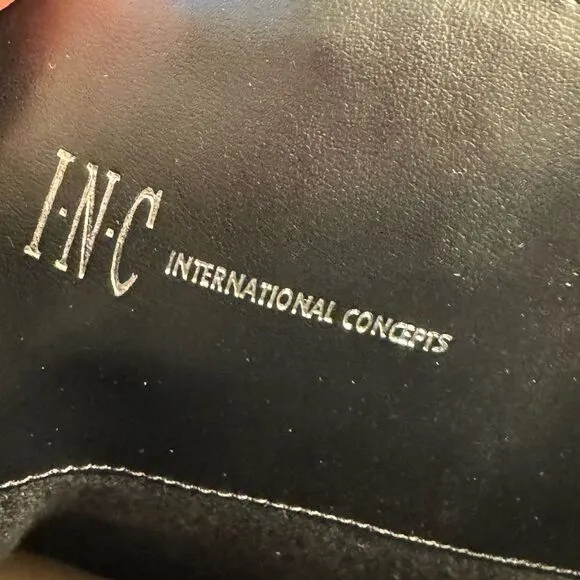 I·N·C INTERNATIONAL CONCEPTS